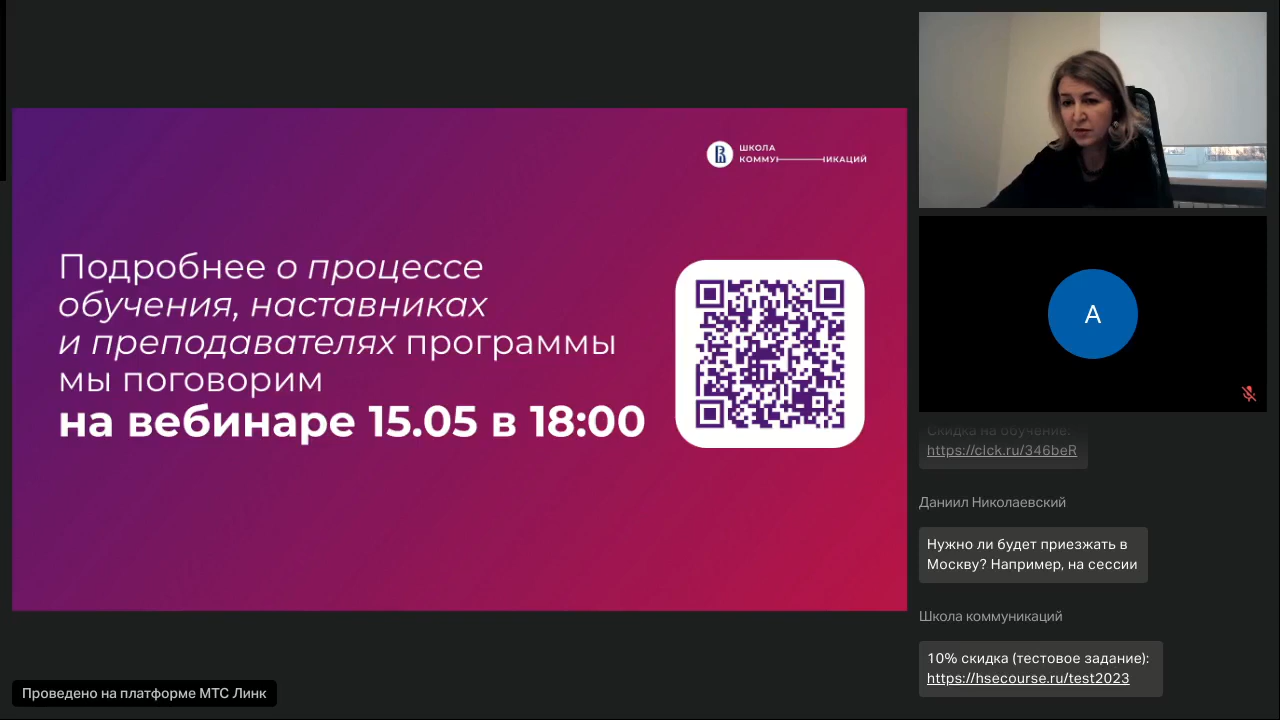 ШКОЛА
КОММУНИКАЦИЙ
Подробнее о процессе
обучения, наставниках
и преподавателях программы
мы поговорим
на вебинаре 15.05 в 18:00
A
Скидка на обучение:
https://clck.ru/346beR
Даниил Николаевский
Нужно ли будет приезжать в
Москву? Например, на сессии
Школа коммуникаций
10% скидка (тестовое задание):
https://hsecourse.ru/test2023
Проведено на платформе МТС Линк